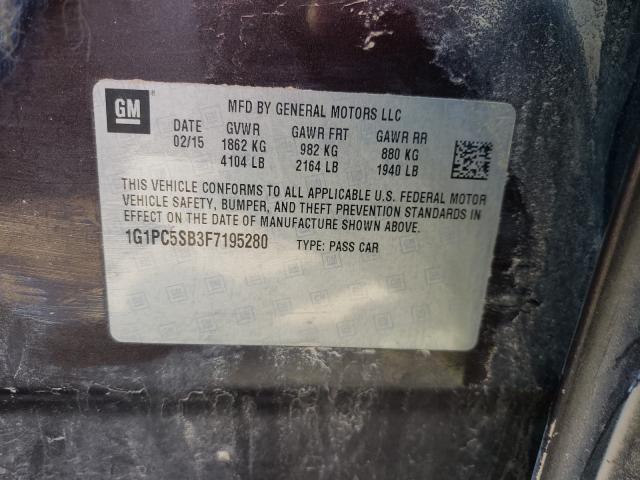 GM
MFD BY GENERAL MOTORS LLC
DATE GVWR GAWR FRT GAWR RR
02/15 1862 KG 982 KG 880 KG
4104 LB 2164 LB 1940 LB
THIS VEHICLE CONFORMS TO ALL APPLICABLE U.S. FEDERAL MOTOR
VEHICLE SAFETY, BUMPER, AND THEFT PREVENTION STANDARDS IN
EFFECT ON THE DATE OF MANUFACTURE SHOWN ABOVE.
1G1PC5SB3F7195280 TYPE: PASS CAR